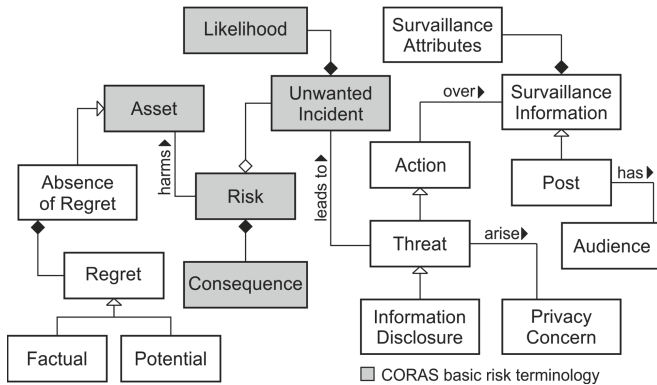 Likelihood
Survaillance
Attributes
Asset
Unwanted
Incident
over
Survaillance
Information
harms
Absence
of Regret
Risk
leads to
Action
Post
has
Regret
Consequence
Threat
arise
Audience
Factual
Potential
Information
Disclosure
Privacy
Concern
CORAS basic risk terminology